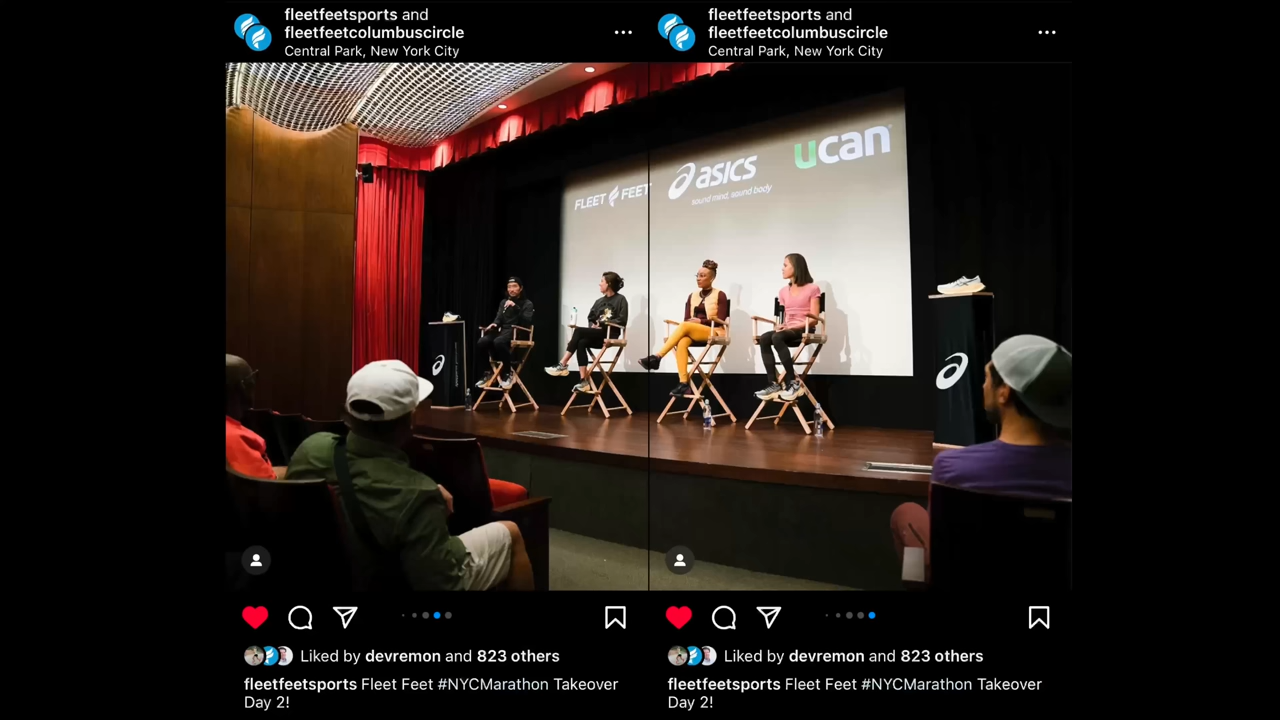 fleetfeetsports and
fleetfeetcolumbuscircle
Central Park, New York City
fleetfeetsports and
fleetfeetcolumbuscircle
Central Park, New York City
FLEET FEET
asics
sound mind, sound body
ucan
Liked by devremon and 823 others
fleetfeetsports Fleet Feet #NYCMarathon Takeover
Day 2!
Liked by devremon and 823 others
fleetfeetsports Fleet Feet #NYCMarathon Takeover
Day 2!